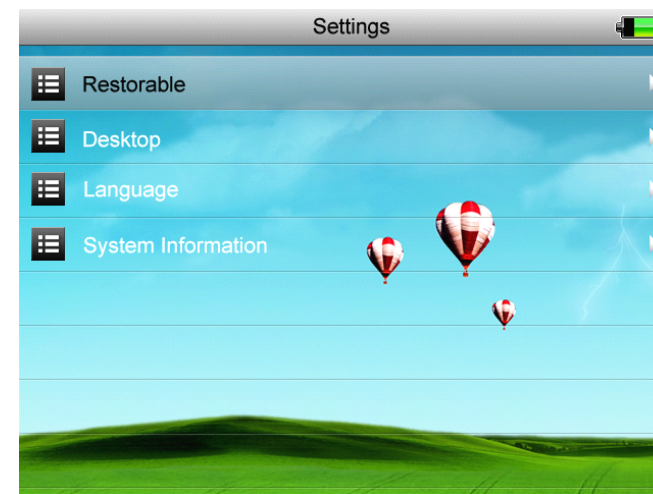 Settings
Restorable
Desktop
Language
System Information